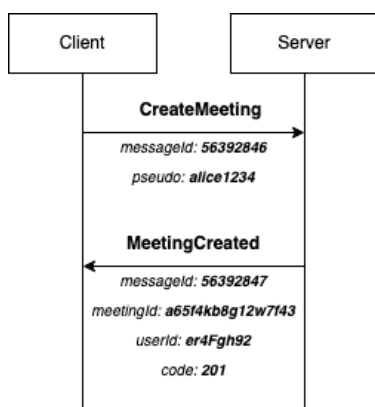 Client
Server
CreateMeeting
messageId: 56392846
pseudo: alice1234
MeetingCreated
messageId: 56392847
meetingId: a65f4kb8g12w7f43
userId: er4Fgh92
code: 201